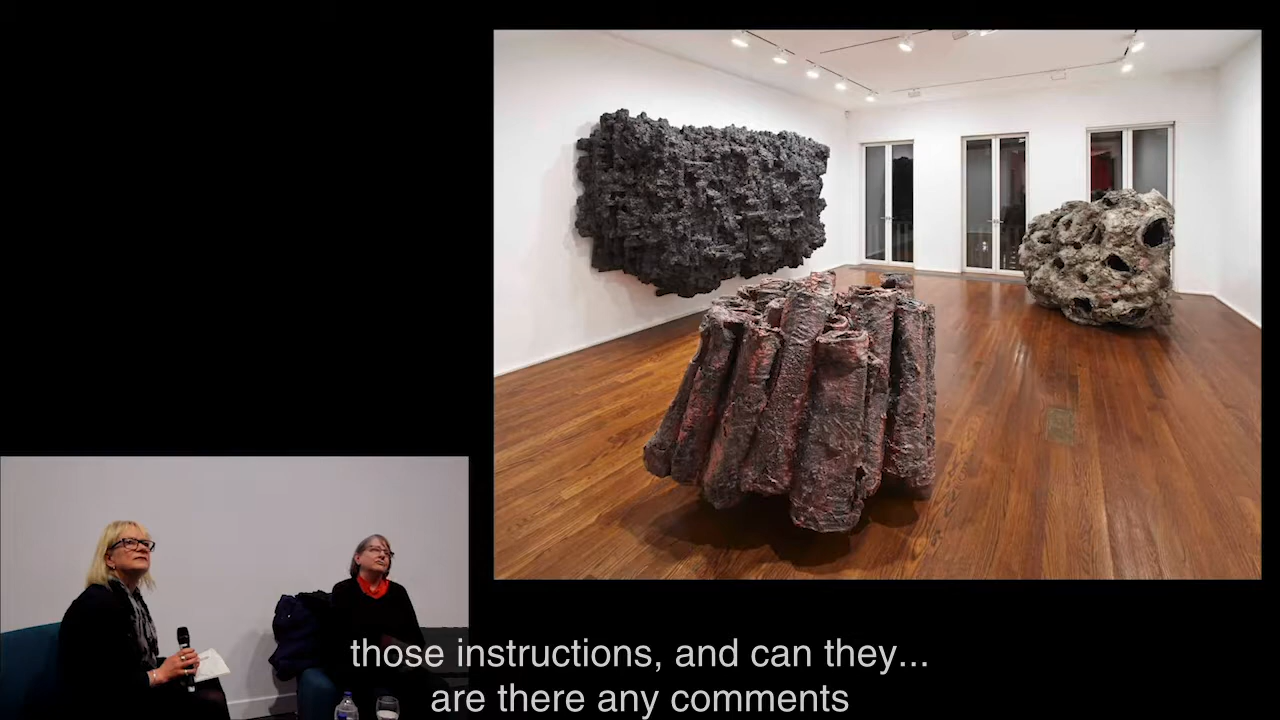 those instructions, and can they...
are there any comments